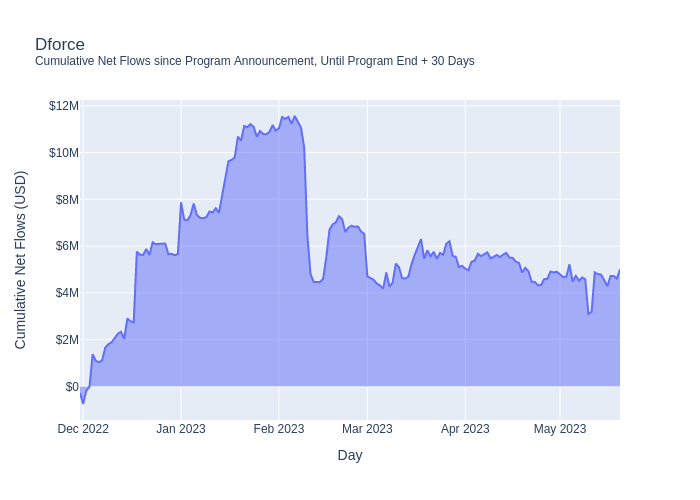 Dforce
Cumulative Net Flows since Program Announcement, Until Program End + 30 Days
Cumulative Net Flows (USD)
$12M
$10M
$8M
$6M
$4M
$2M
$0
Dec 2022
Jan 2023
Feb 2023
Mar 2023
Apr 2023
May 2023
Day